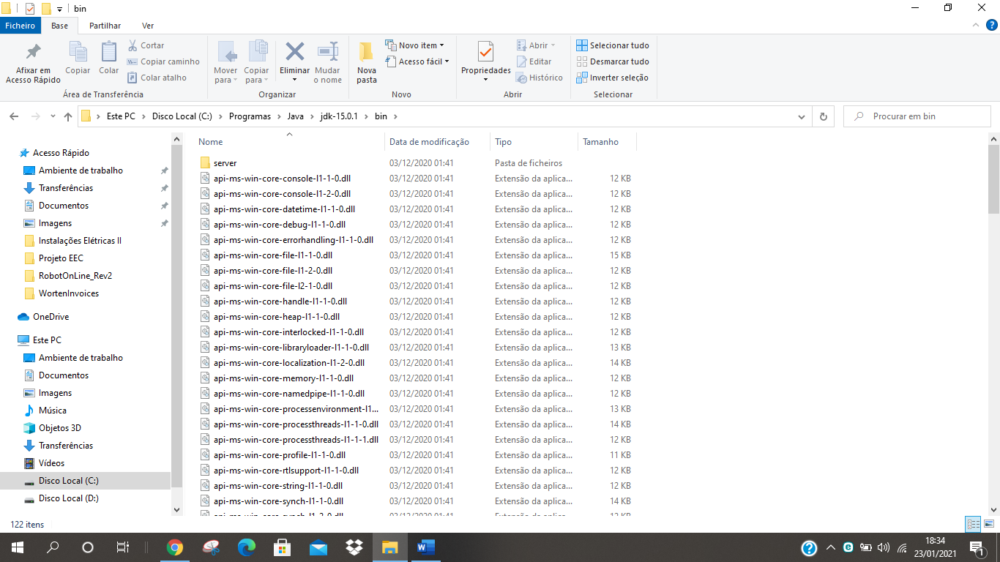 bin
Ficheiro Base Partilhar Ver
Afixar em Acesso Rápido
Copiar
Colar
Cortar
Copiar caminho
Colar atalho
Área de Transferência
Mover para
Copiar para
Eliminar
Mudar o nome
Organizar
Nova pasta
Novo item
Acesso fácil
Novo
Propriedades
Abrir
Editar
Histórico
Abrir
Selecionar tudo
Desmarcar tudo
Inverter seleção
Selecionar
Este PC > Disco Local (C:) > Programas > Java > jdk-15.0.1 > bin >
Procurar em bin
Acesso Rápido
Ambiente de trabalho
Transferências
Documentos
Imagens
Instalações Elétricas II
Projeto EEC
RobotOnLine_Rev2
WortenInvoices
OneDrive
Este PC
Ambiente de trabalho
Documentos
Imagens
Música
Objetos 3D
Transferências
Vídeos
Disco Local (C:)
Disco Local (D:)
Nome Data de modificação Tipo Tamanho
server 03/12/2020 01:41 Pasta de ficheiros
api-ms-win-core-console-l1-1-0.dll 03/12/2020 01:41 Extensão da aplica... 12 KB
api-ms-win-core-console-l1-2-0.dll 03/12/2020 01:41 Extensão da aplica... 12 KB
api-ms-win-core-datetime-l1-1-0.dll 03/12/2020 01:41 Extensão da aplica... 12 KB
api-ms-win-core-debug-l1-1-0.dll 03/12/2020 01:41 Extensão da aplica... 12 KB
api-ms-win-core-errorhandling-l1-1-0.dll 03/12/2020 01:41 Extensão da aplica... 12 KB
api-ms-win-core-file-l1-1-0.dll 03/12/2020 01:41 Extensão da aplica... 15 KB
api-ms-win-core-file-l1-2-0.dll 03/12/2020 01:41 Extensão da aplica... 12 KB
api-ms-win-core-file-l2-1-0.dll 03/12/2020 01:41 Extensão da aplica... 12 KB
api-ms-win-core-handle-l1-1-0.dll 03/12/2020 01:41 Extensão da aplica... 12 KB
api-ms-win-core-heap-l1-1-0.dll 03/12/2020 01:41 Extensão da aplica... 12 KB
api-ms-win-core-interlocked-l1-1-0.dll 03/12/2020 01:41 Extensão da aplica... 12 KB
api-ms-win-core-libraryloader-l1-1-0.dll 03/12/2020 01:41 Extensão da aplica... 13 KB
api-ms-win-core-localization-l1-2-0.dll 03/12/2020 01:41 Extensão da aplica... 14 KB
api-ms-win-core-memory-l1-1-0.dll 03/12/2020 01:41 Extensão da aplica... 12 KB
api-ms-win-core-namedpipe-l1-1-0.dll 03/12/2020 01:41 Extensão da aplica... 12 KB
api-ms-win-core-processenvironment-l1... 03/12/2020 01:41 Extensão da aplica... 13 KB
api-ms-win-core-processthreads-l1-1-0.dll 03/12/2020 01:41 Extensão da aplica... 14 KB
api-ms-win-core-processthreads-l1-1-1.dll 03/12/2020 01:41 Extensão da aplica... 12 KB
api-ms-win-core-profile-l1-1-0.dll 03/12/2020 01:41 Extensão da aplica... 11 KB
api-ms-win-core-rtlsupport-l1-1-0.dll 03/12/2020 01:41 Extensão da aplica... 12 KB
api-ms-win-core-string-l1-1-0.dll 03/12/2020 01:41 Extensão da aplica... 12 KB
api-ms-win-core-synch-l1-1-0.dll 03/12/2020 01:41 Extensão da aplica... 14 KB
122 itens
18:34
23/01/2021
1